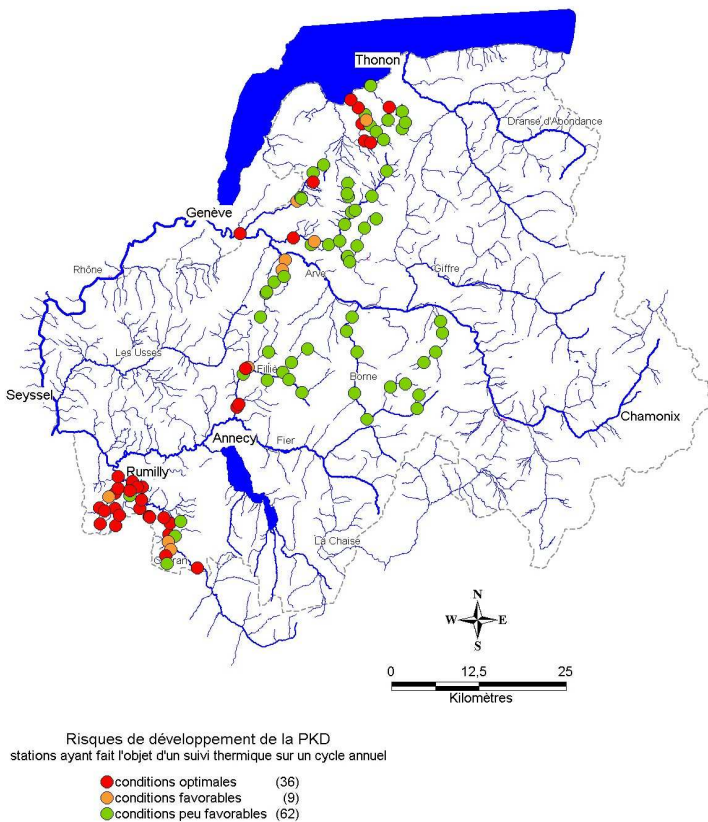 Thonon
Dranse d'Abondance
Genève
Rhône
Arve
Giffre
Les Usses
Filliè
Borne
Seyssel
Chamonix
Annecy
Fier
Rumilly
La Chaise
N
W E
S
0 12,5 25
Kilomètres
Risques de développement de la PKD
stations ayant fait l'objet d'un suivi thermique sur un cycle annuel
conditions optimales (36)
conditions favorables (9)
conditions peu favorables (62)